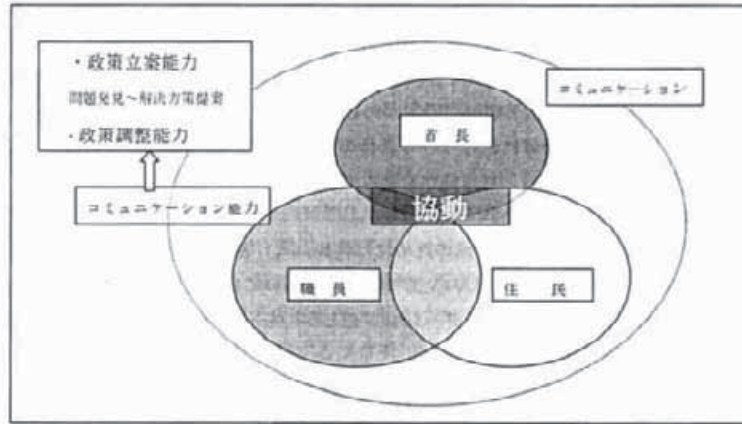 ・政策立案能力
問題発見～解決方策提案
・政策調整能力
コミュニケーション能力
コミュニケーション
首長
協動
職員
住民